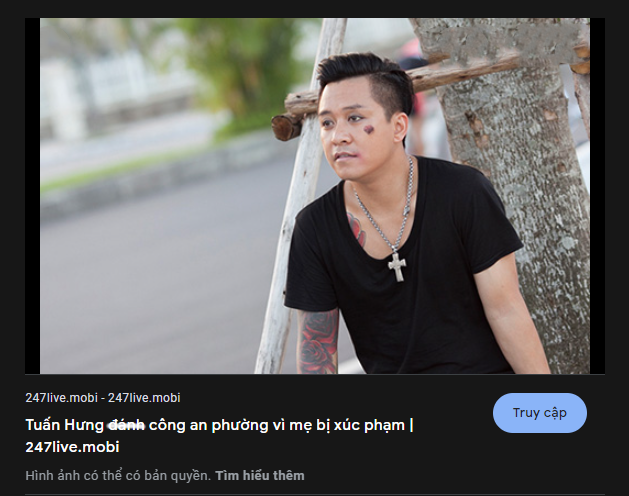 247live.mobi - 247live.mobi
Tuấn Hưng đánh công an phường vì mẹ bị xúc phạm |
247live.mobi
Truy cập
Hình ảnh có thể có bản quyền. Tìm hiểu thêm